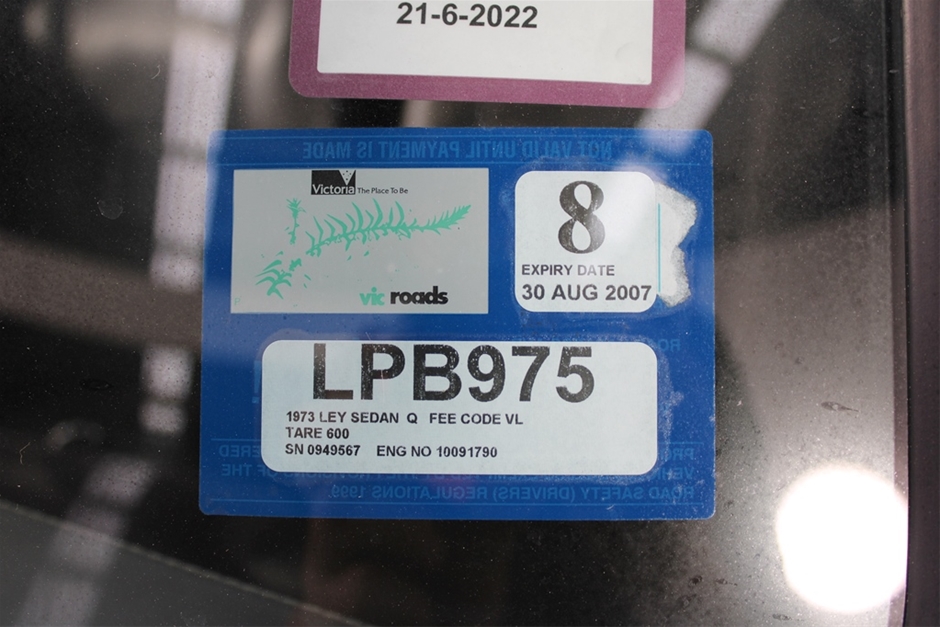 21-6-2022
NOT VALID UNTIL PAYMENT IS MADE
Victoria The Place To Be
vic roads
8
EXPIRY DATE
30 AUG 2007
LPB975
1973 LEY SEDAN Q FEE CODE VL
TARE 600
SN 0949567 ENG NO 10091790
OF THE
ROAD SAFETY (DRIVERS) REGULATIONS 1999.